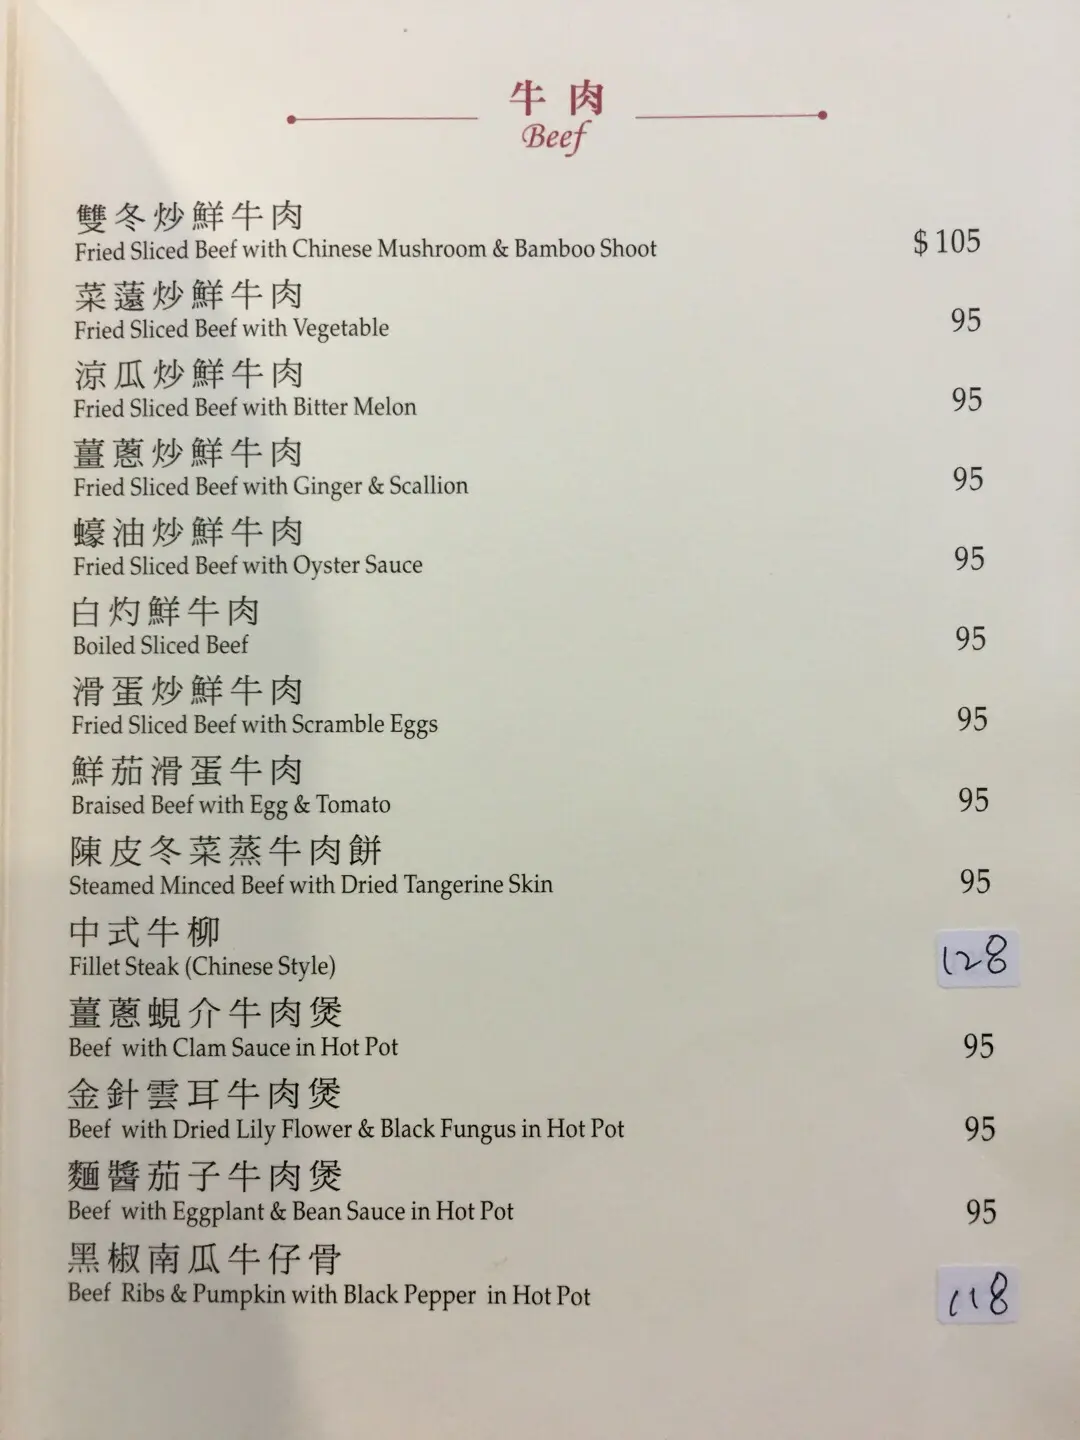 牛肉
Beef
雙冬炒鮮牛肉
Fried Sliced Beef with Chinese Mushroom & Bamboo Shoot $105
菜薳炒鮮牛肉
Fried Sliced Beef with Vegetable 95
涼瓜炒鮮牛肉
Fried Sliced Beef with Bitter Melon 95
薑蔥炒鮮牛肉
Fried Sliced Beef with Ginger & Scallion 95
蠔油炒鮮牛肉
Fried Sliced Beef with Oyster Sauce 95
白灼鮮牛肉
Boiled Sliced Beef 95
滑蛋炒鮮牛肉
Fried Sliced Beef with Scramble Eggs 95
鮮茄滑蛋牛肉
Braised Beef with Egg & Tomato 95
陳皮冬菜蒸牛肉餅
Steamed Minced Beef with Dried Tangerine Skin 95
中式牛柳
Fillet Steak (Chinese Style) 128
薑蔥蜆介牛肉煲
Beef with Clam Sauce in Hot Pot 95
金針雲耳牛肉煲
Beef with Dried Lily Flower & Black Fungus in Hot Pot 95
麵醬茄子牛肉煲
Beef with Eggplant & Bean Sauce in Hot Pot 95
黑椒南瓜牛仔骨
Beef Ribs & Pumpkin with Black Pepper in Hot Pot 118